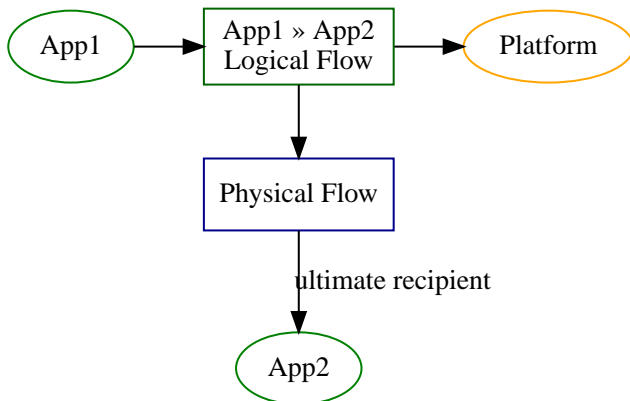 App1
App1 » App2
Logical Flow
Platform
Physical Flow
ultimate recipient
App2